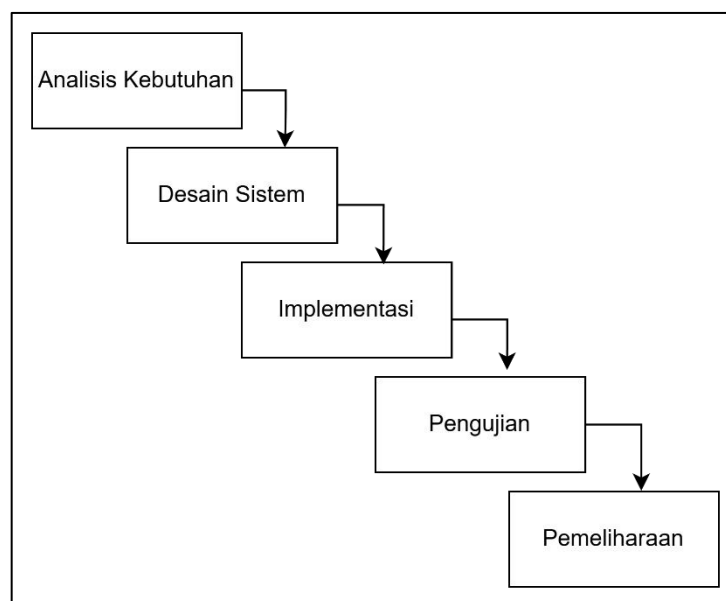 Analisis Kebutuhan
Desain Sistem
Implementasi
Pengujian
Pemeliharaan